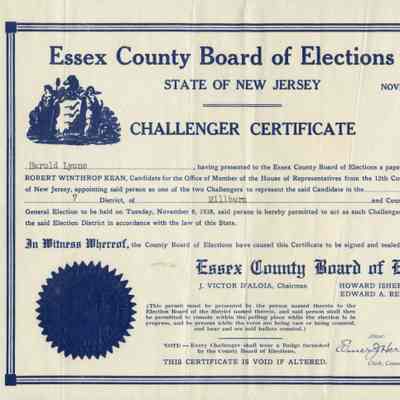 Essex County Board of Elections
STATE OF NEW JERSEY
CHALLENGER CERTIFICATE
Harold Lyons, having presented to the Essex County Board of Elections a
ROBERT WINTHROP KEAN, Candidate for the Office of Member of the House of Representatives from the 12th
of New Jersey, appointing said person as one of the two Challengers to represent the said Candidate in the
7 District, of Millburn and
General Election to be held on Tuesday, November 8, 1938, said person is hereby permitted to act as such
the said Election District in accordance with the law of this State.
In Witness Whereof, the County Board of Elections have caused this Certificate to be signed and
Essex County Board of
J. VICTOR D'ALOIA, Chairman HOWARD
EDWARD A.
(This permit must be presented by the person named therein to the
Election Board of the District named therein, and said person shall then
be permitted to remain within the polling place while the election is in
progress, and be present while the votes are being cast or being counted,
and hear and see said ballots counted.)
NOTE—Every Challenger shall wear a Badge furnished
by the County Board of Elections.
THIS CERTIFICATE IS VOID IF ALTERED.
Attest:
Clerk,